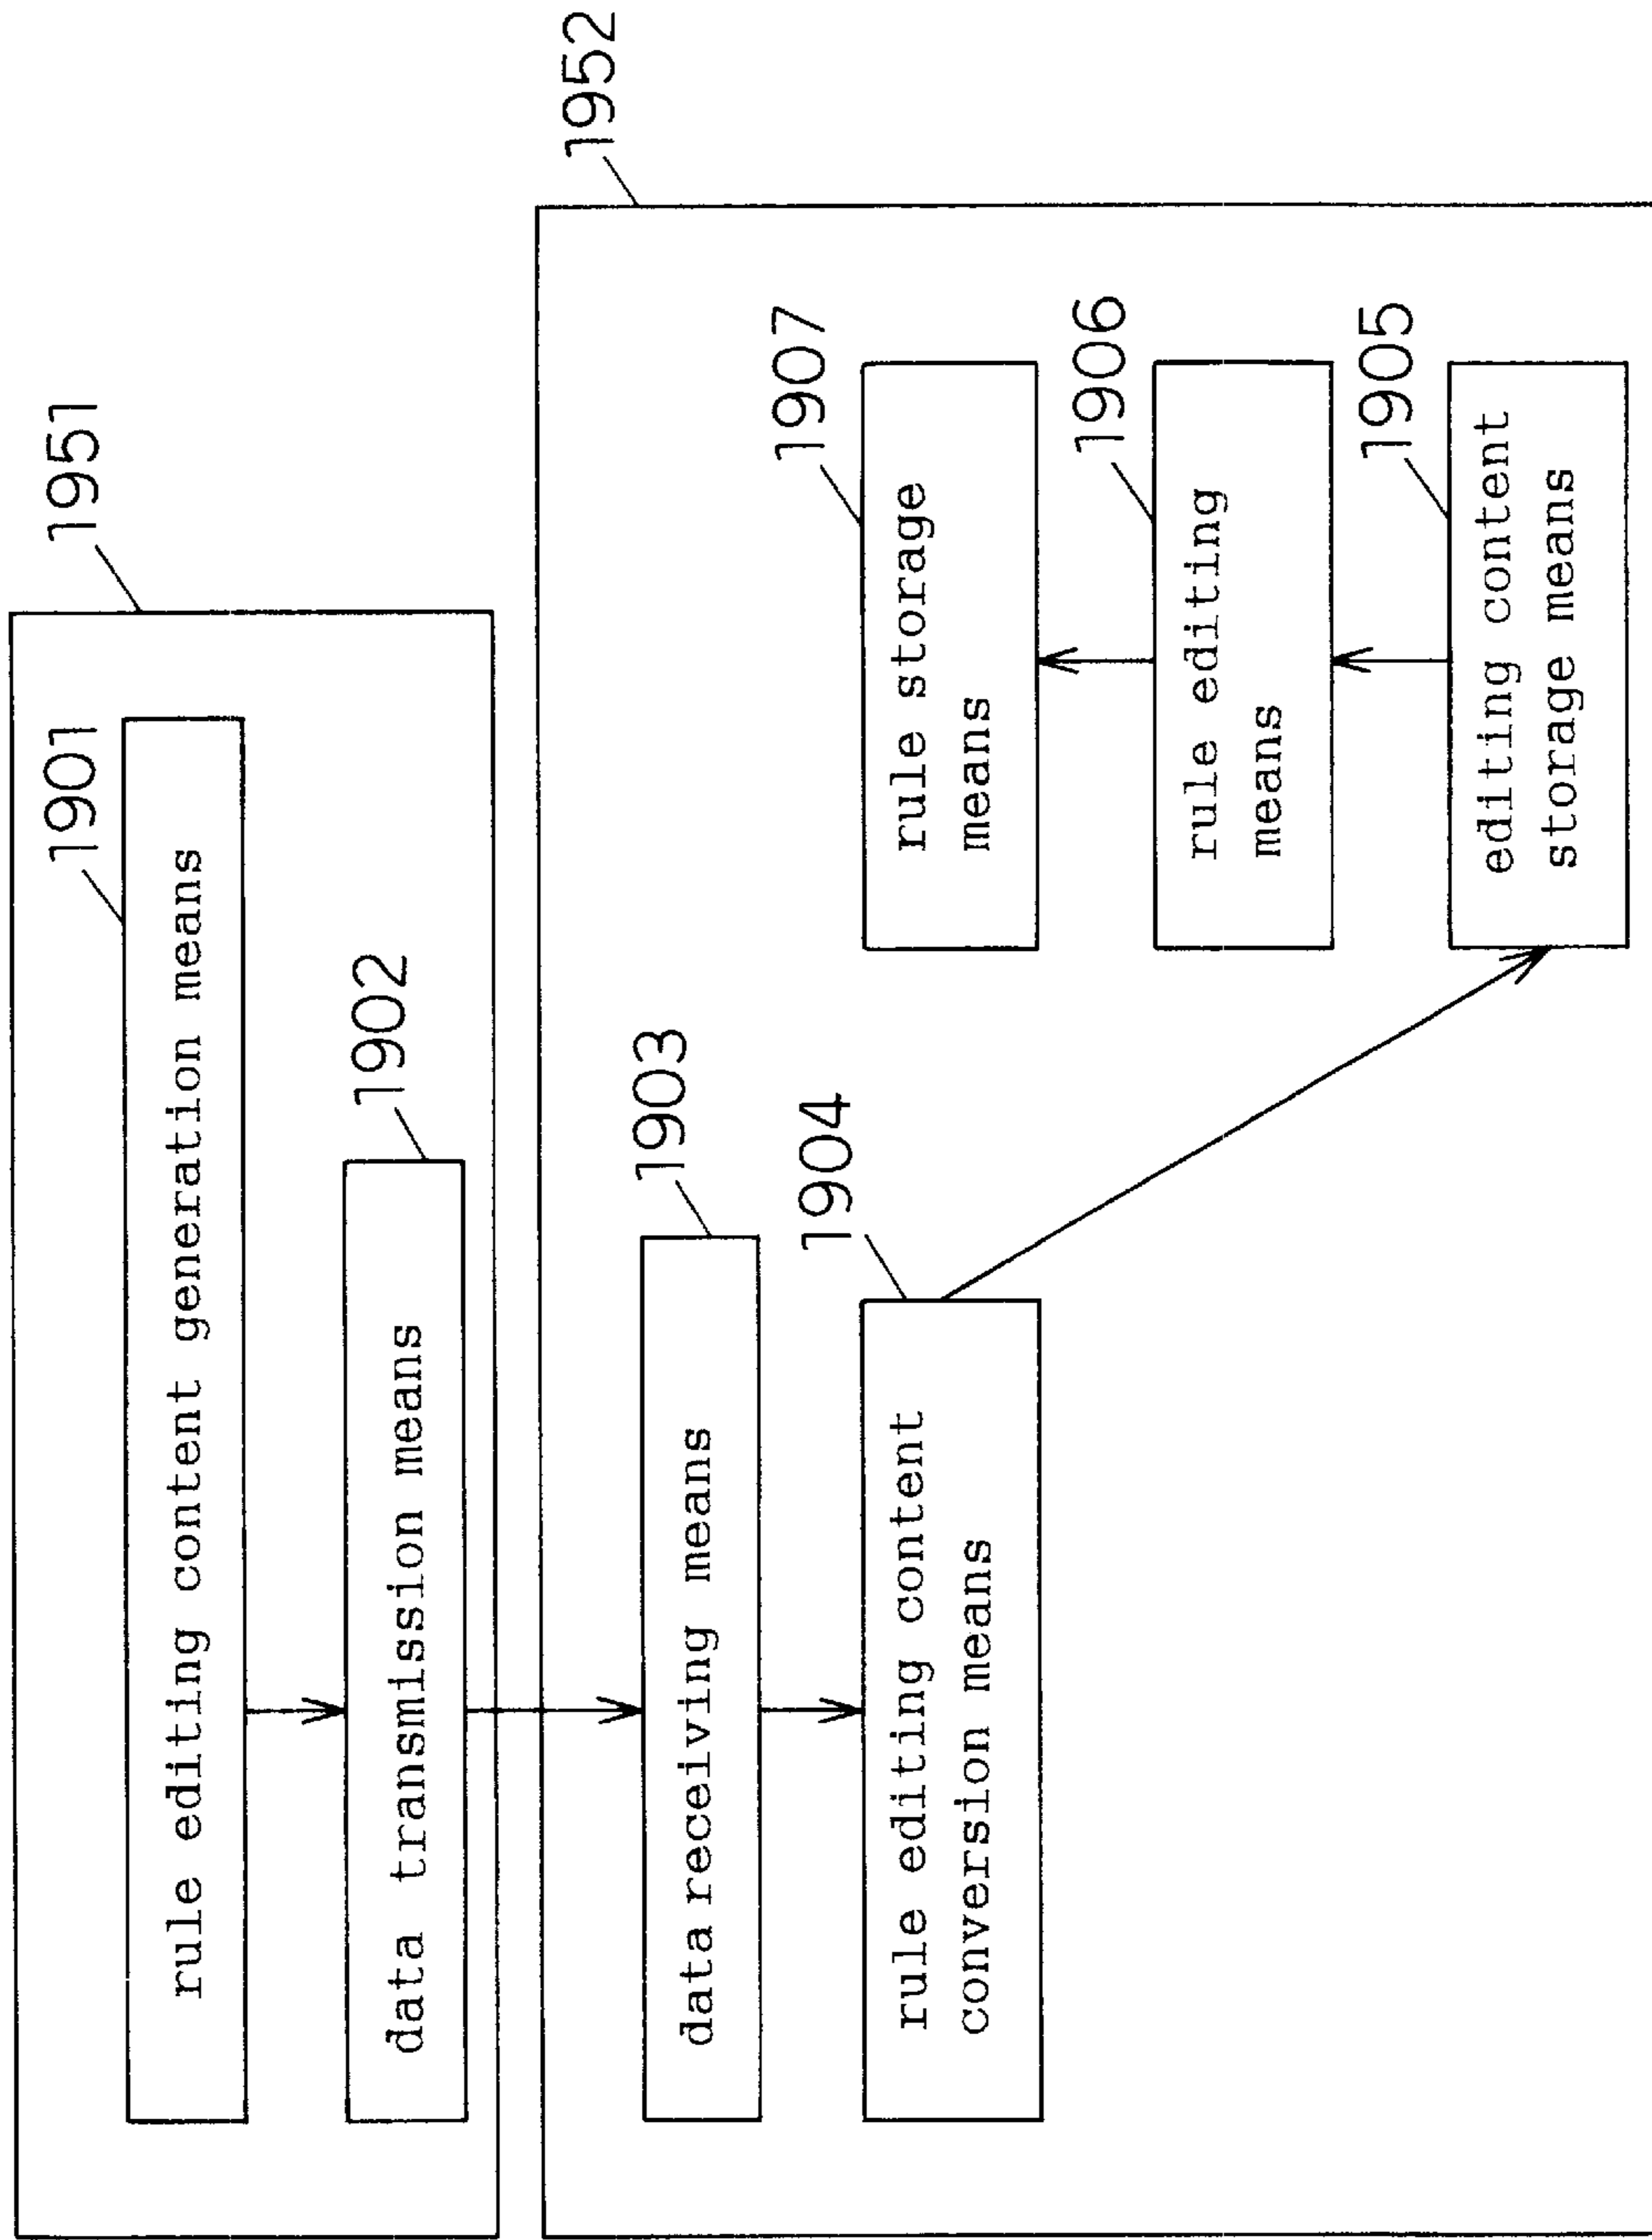 1951
1901
rule editing content generation means
1902
data transmission means
1952
1903
data receiving means
1904
rule editing content
conversion means
1907
rule storage
means
1906
rule editing
means
1905
editing content
storage means